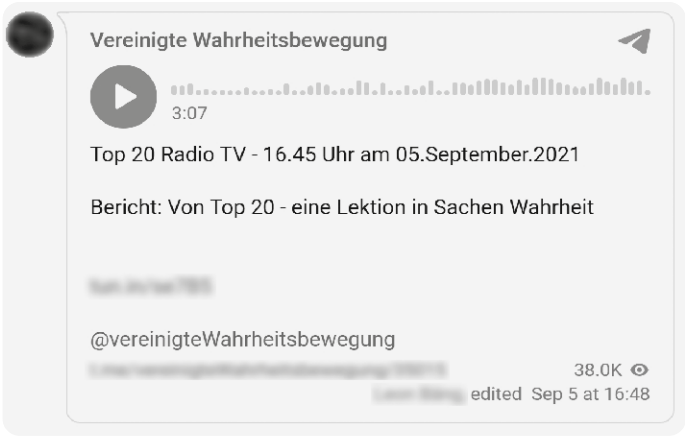 Vereinigte Wahrheitsbewegung
3:07
Top 20 Radio TV - 16.45 Uhr am 05.September.2021
Bericht: Von Top 20 - eine Lektion in Sachen Wahrheit
@vereinigteWahrheitsbewegung
38.0K
edited Sep 5 at 16:48